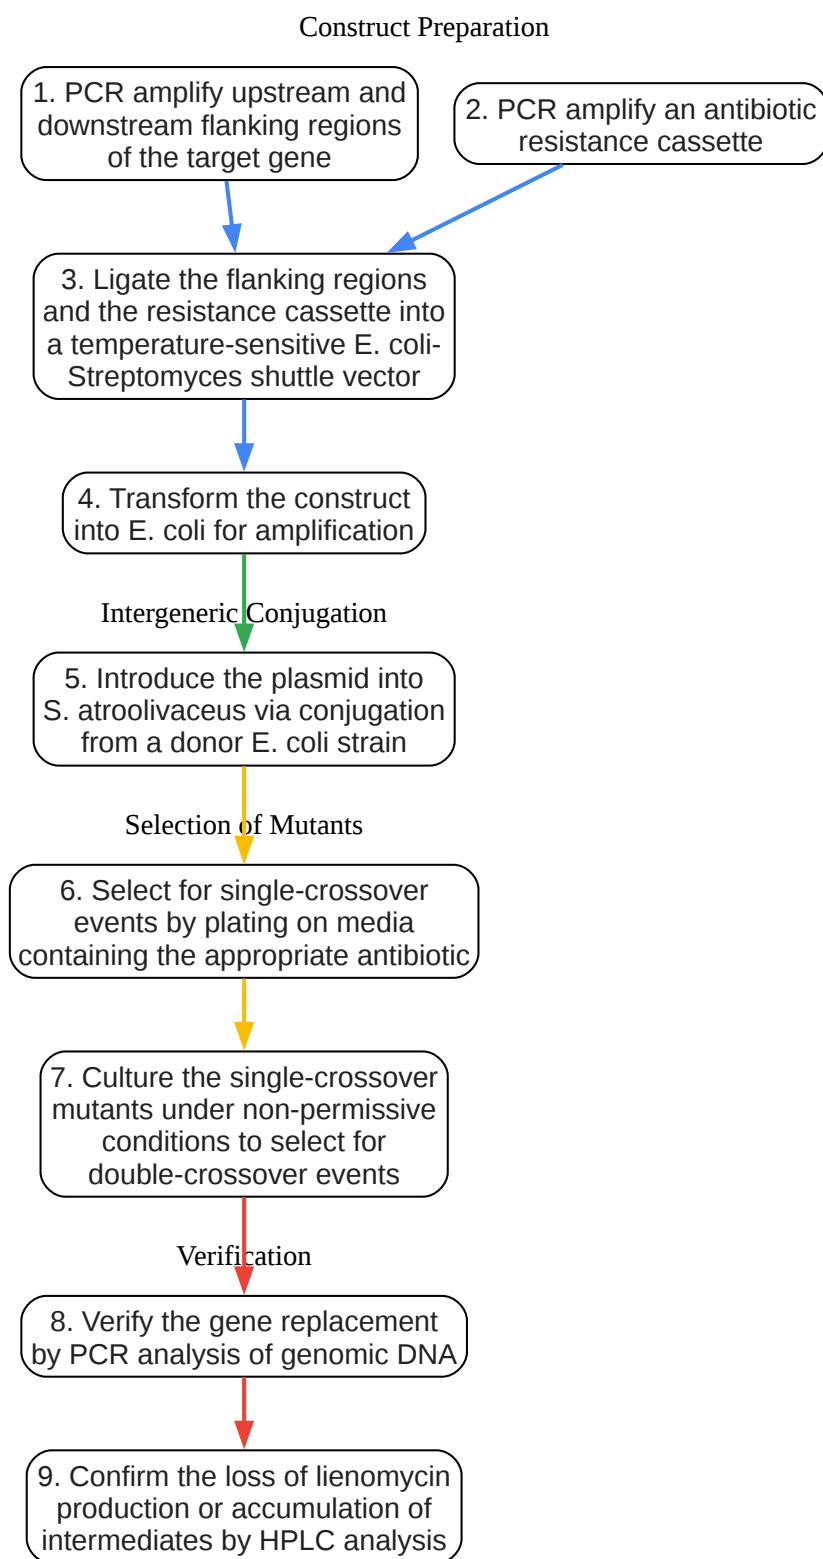 Construct Preparation
1. PCR amplify upstream and
downstream flanking regions
of the target gene
2. PCR amplify an antibiotic
resistance cassette
3. Ligate the flanking regions
and the resistance cassette into
a temperature-sensitive E. coli-
Streptomyces shuttle vector
4. Transform the construct
into E. coli for amplification
Intergeneric Conjugation
5. Introduce the plasmid into
S. atroolivaceus via conjugation
from a donor E. coli strain
Selection of Mutants
6. Select for single-crossover
events by plating on media
containing the appropriate antibiotic
7. Culture the single-crossover
mutants under non-permissive
conditions to select for
double-crossover events
Verification
8. Verify the gene replacement
by PCR analysis of genomic DNA
9. Confirm the loss of lienomycin
production or accumulation of
intermediates by HPLC analysis